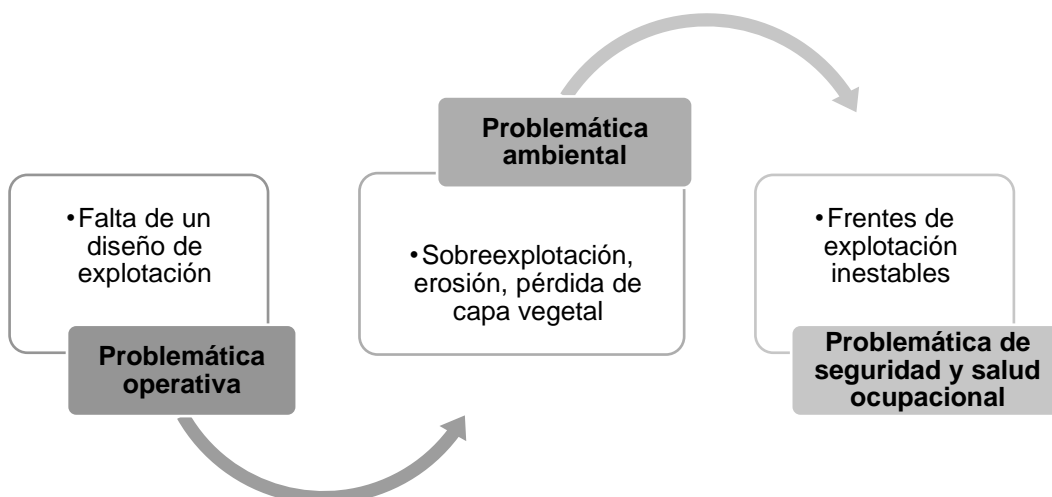 •Falta de un
diseño de
explotación
Problemática
operativa
Problemática
ambiental
•Sobreexplotación,
erosión, pérdida de
capa vegetal
•Frentes de
explotación
inestables
Problemática de
seguridad y salud
ocupacional